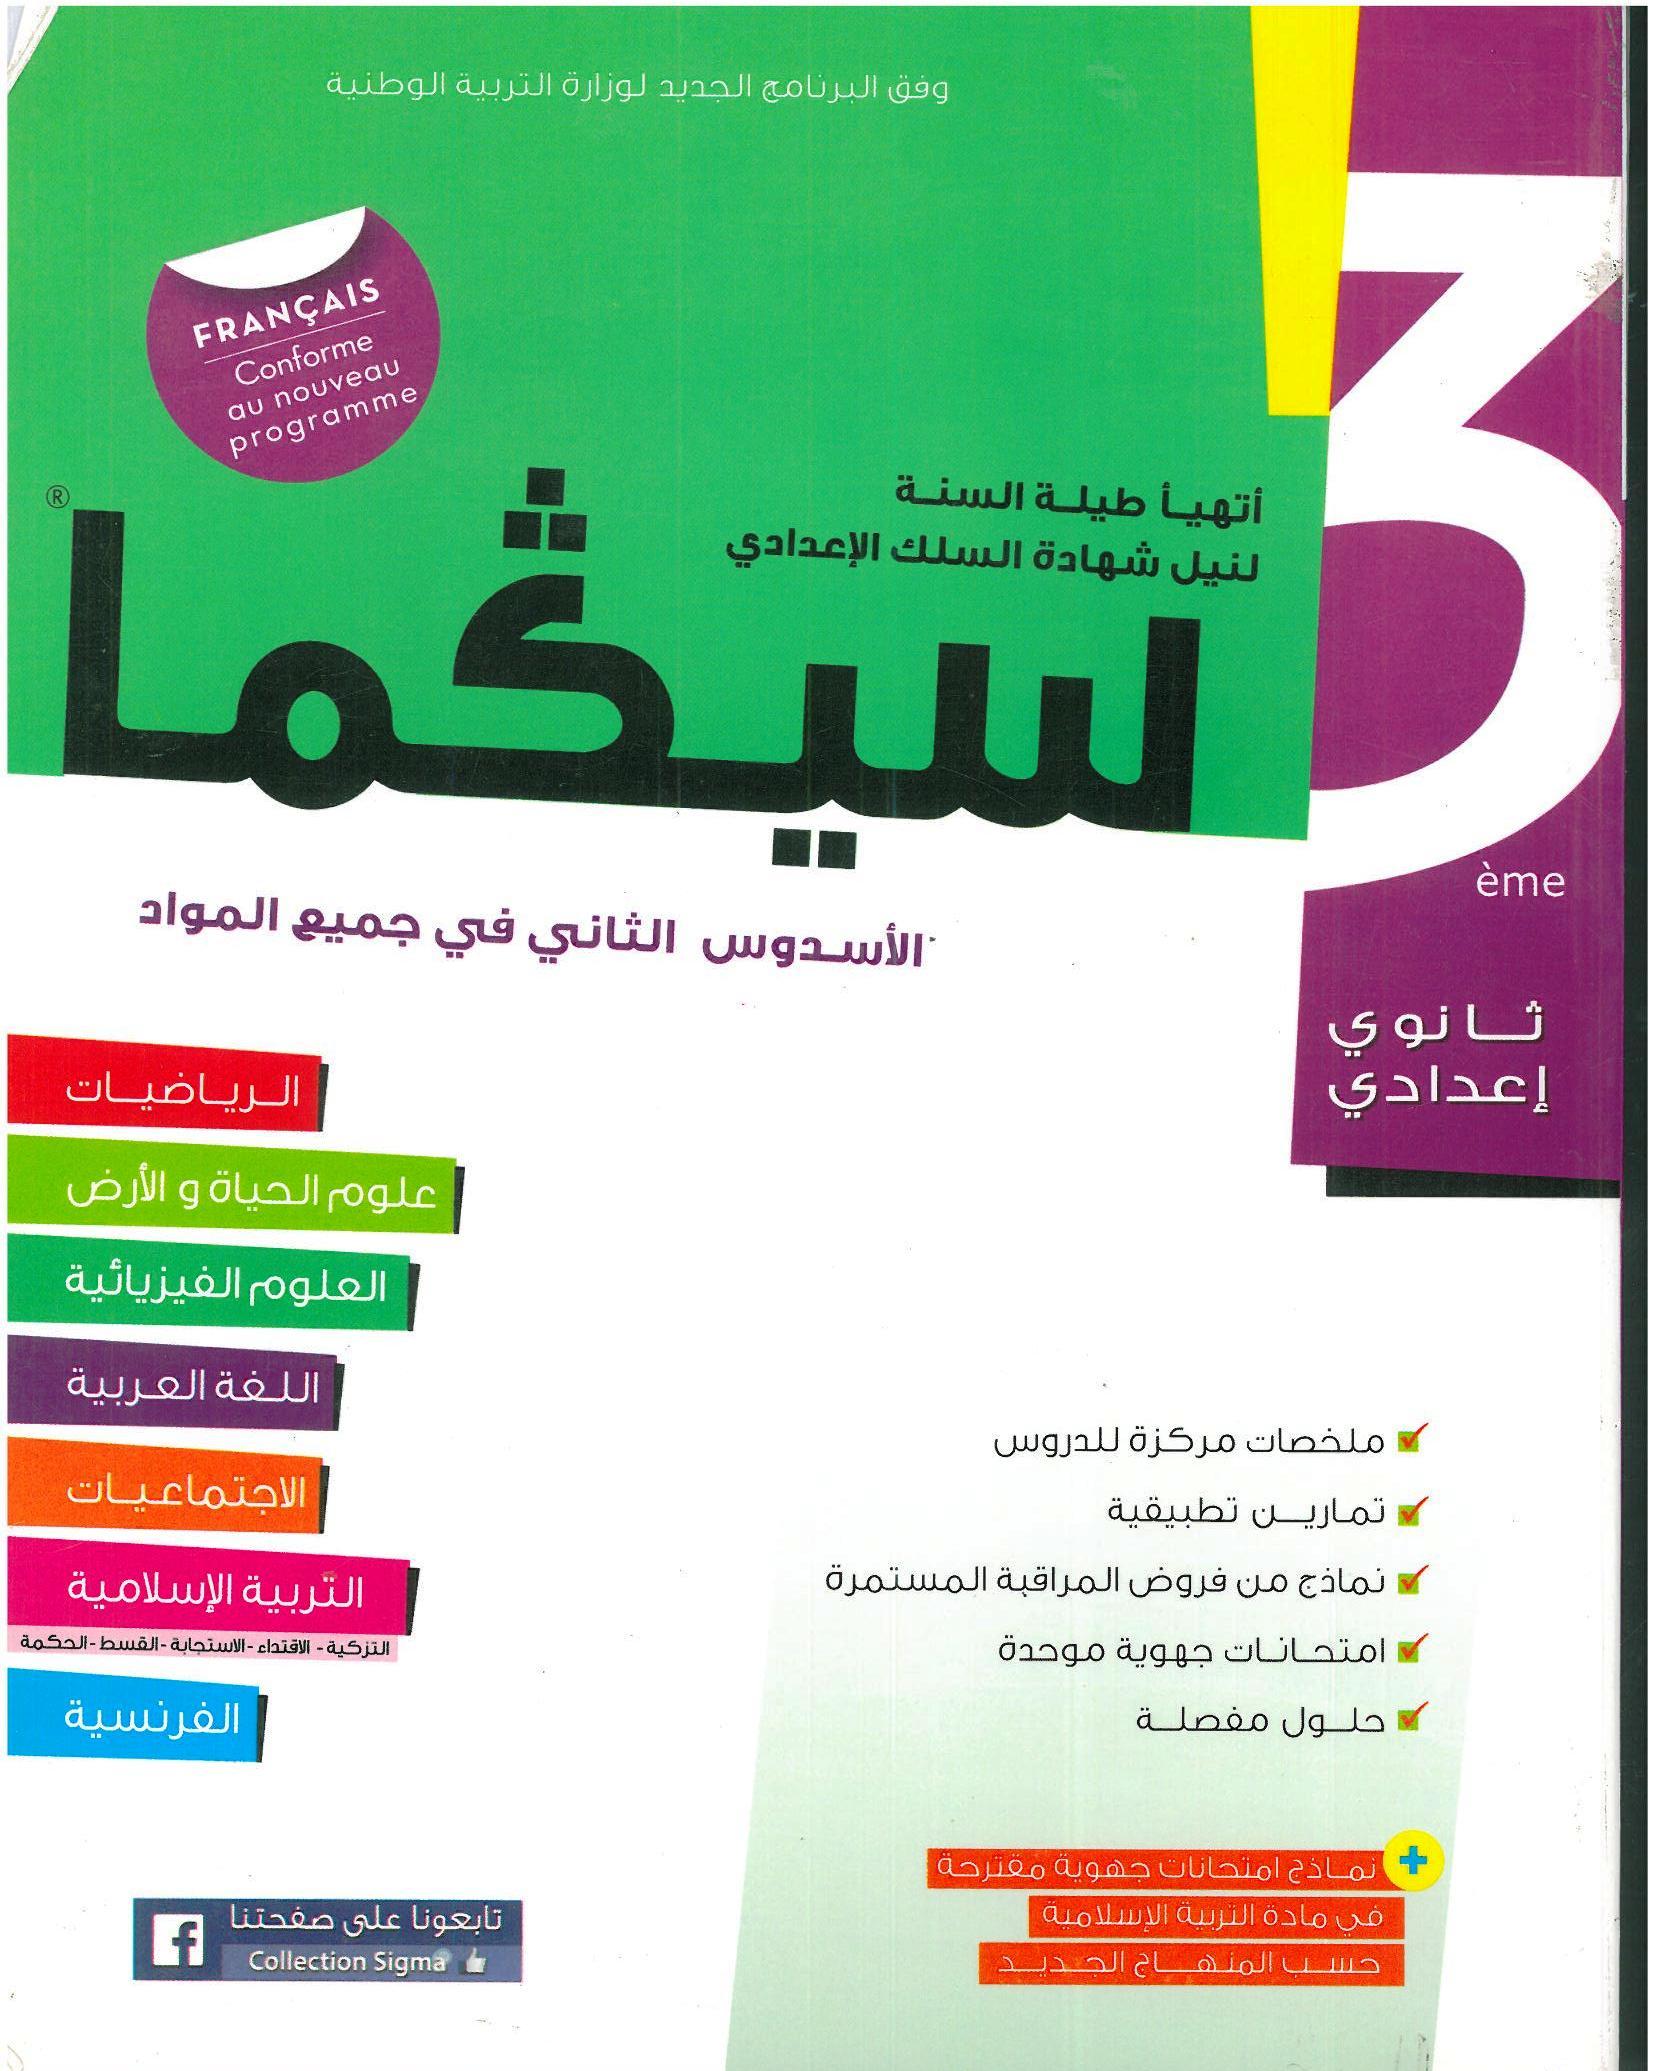 وفق البرنامج الجديد لوزارة التربية الوطنية
FRANÇAIS
Conforme
au nouveau
programme
3
ème
ثانوي
إعدادي
أتهيأ طيلة السنة
لنيل شهادة السلك الإعدادي
سيڭما
®
الأسدوس الثاني في جميع المواد
الرياضيات
علوم الحياة و الأرض
العلوم الفيزيائية
اللغة العربية
الاجتماعيات
التربية الإسلامية
التزكية - الاقتداء - الاستجابة - القسط - الحكمة
الفرنسية
ملخصات مركزة للدروس
تمارين تطبيقية
نماذج من فروض المراقبة المستمرة
امتحانات جهوية موحدة
حلول مفصلة
+ نماذج امتحانات جهوية مقترحة
في مادة التربية الإسلامية
حسب المنهاج الجديد
تابعونا على صفحتنا
Collection Sigma